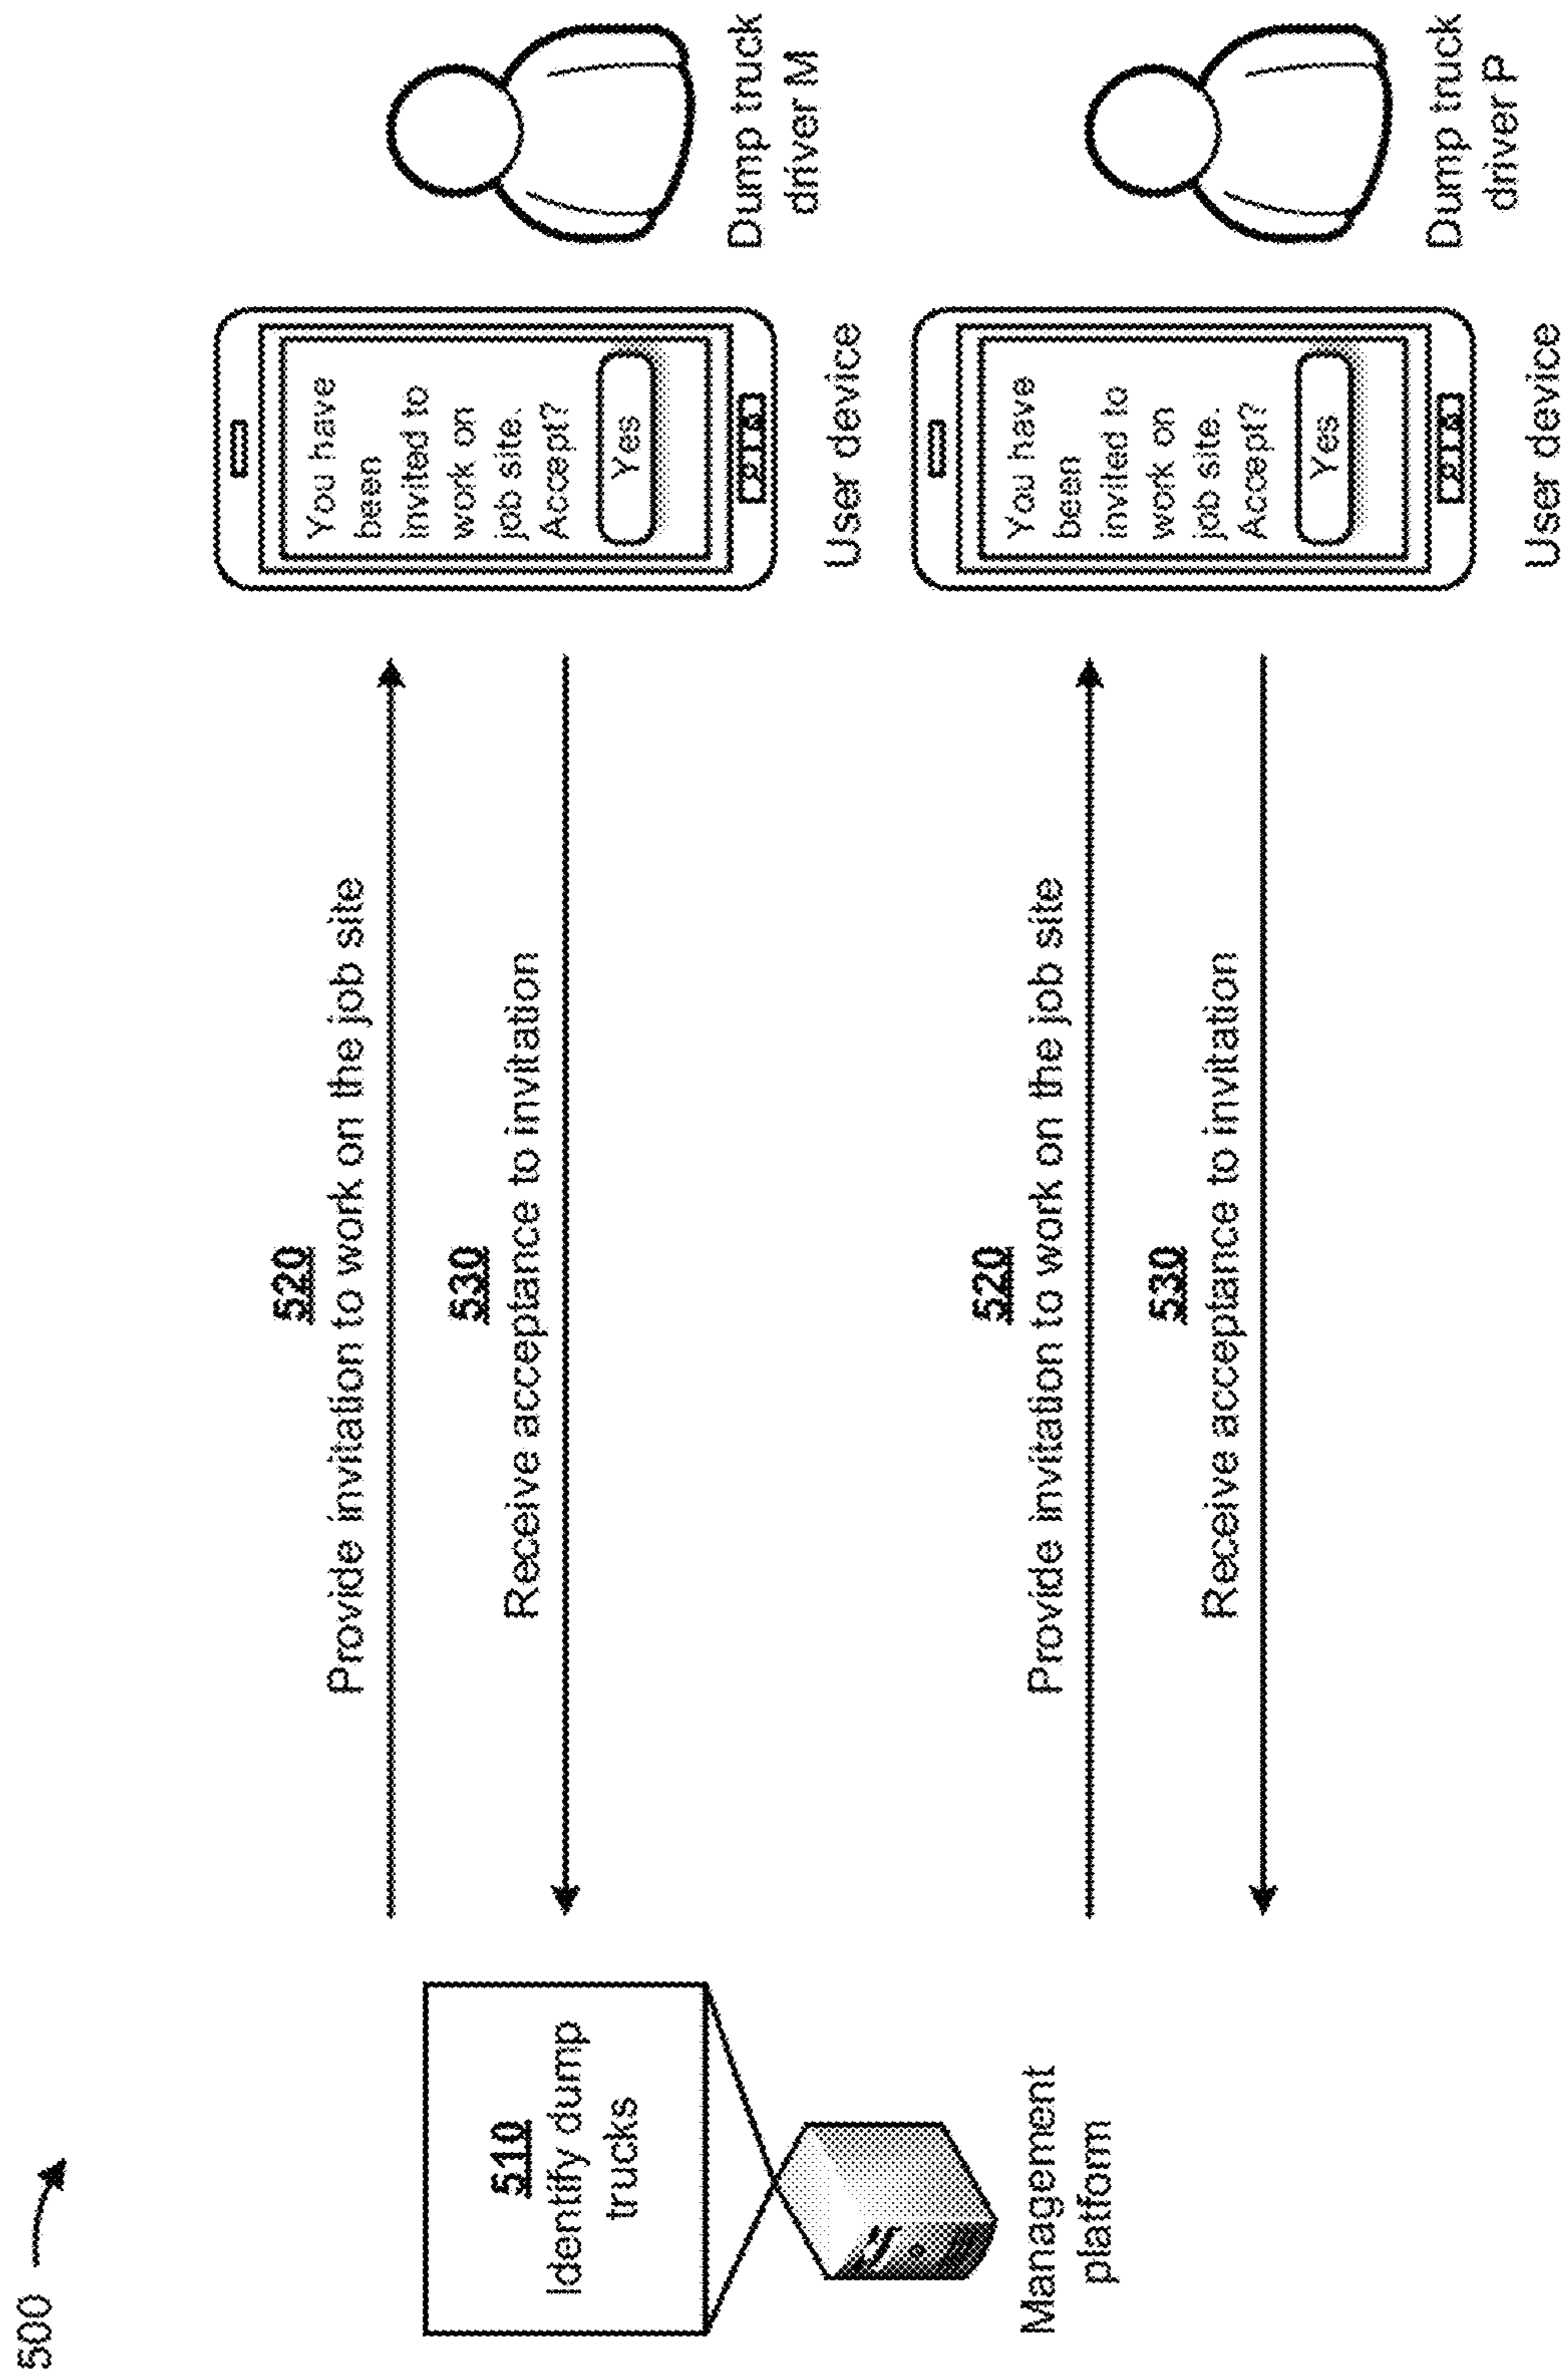 500
510
Identify dump
trucks
Management
platform
520
Provide invitation to work on the job site
530
Receive acceptance to invitation
You have
been
invited to
work on
job site.
Accept?
Yes
User device
Dump truck
driver M
520
Provide invitation to work on the job site
530
Receive acceptance to invitation
You have
been
invited to
work on
job site.
Accept?
Yes
User device
Dump truck
driver P